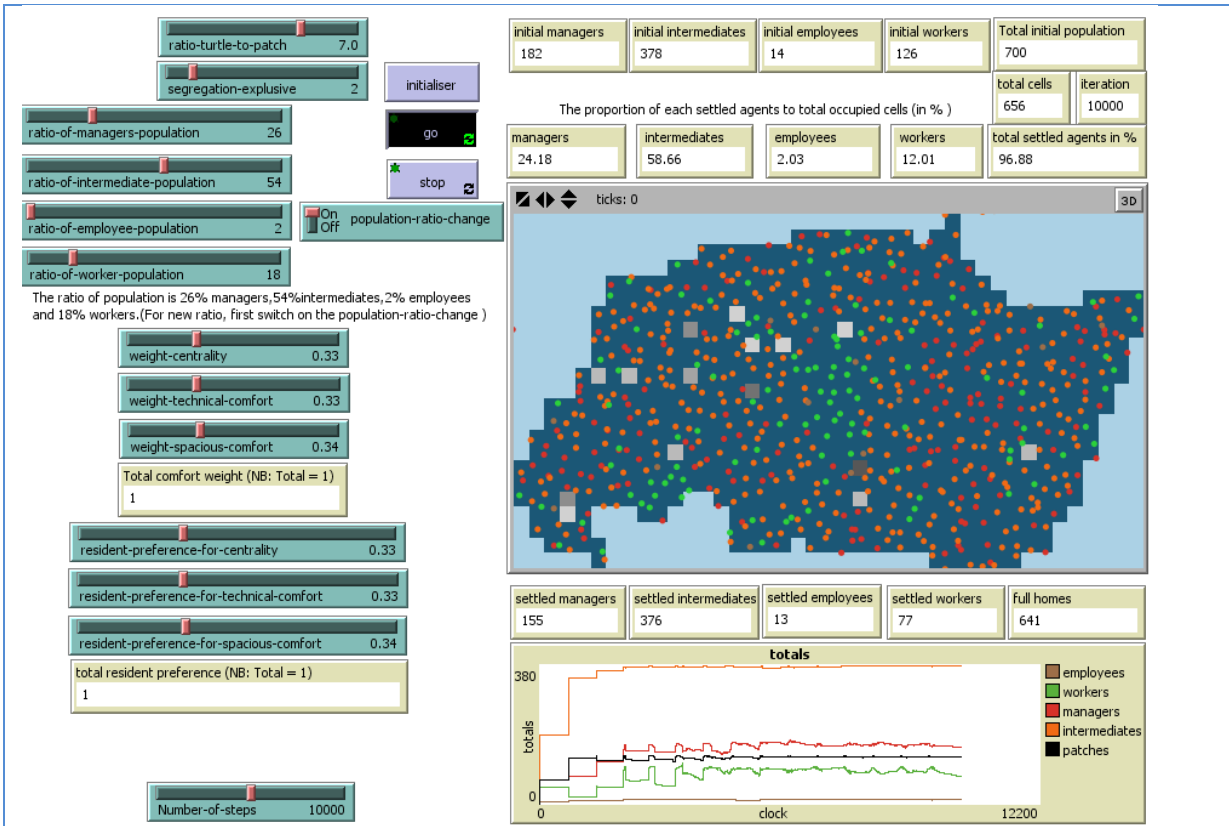 ratio-turtle-to-patch 7.0
segregation-explusive 2
initialiser
ratio-of-managers-population 26
go
ratio-of-intermediate-population 54
stop
ratio-of-employee-population 2
On
Off
population-ratio-change
ratio-of-worker-population 18
The ratio of population is 26% managers,54%intermediates,2% employees
and 18% workers.(For new ratio, first switch on the population-ratio-change )
weight-centrality 0.33
weight-technical-comfort 0.33
weight-spacious-comfort 0.34
Total comfort weight (NB: Total = 1)
1
resident-preference-for-centrality 0.33
resident-preference-for-technical-comfort 0.33
resident-preference-for-spacious-comfort 0.34
total resident preference (NB: Total = 1)
1
Number-of-steps 10000
initial managers
182
initial intermediates
378
initial employees
14
initial workers
126
Total initial population
700
total cells
656
iteration
10000
The proportion of each settled agents to total occupied cells (in % )
managers
24.18
intermediates
58.66
employees
2.03
workers
12.01
total settled agents in %
96.88
ticks: 0
3D
settled managers
155
settled intermediates
376
settled employees
13
settled workers
77
full homes
641
totals
380
totals
0
0
clock
12200
employees
workers
managers
intermediates
patches